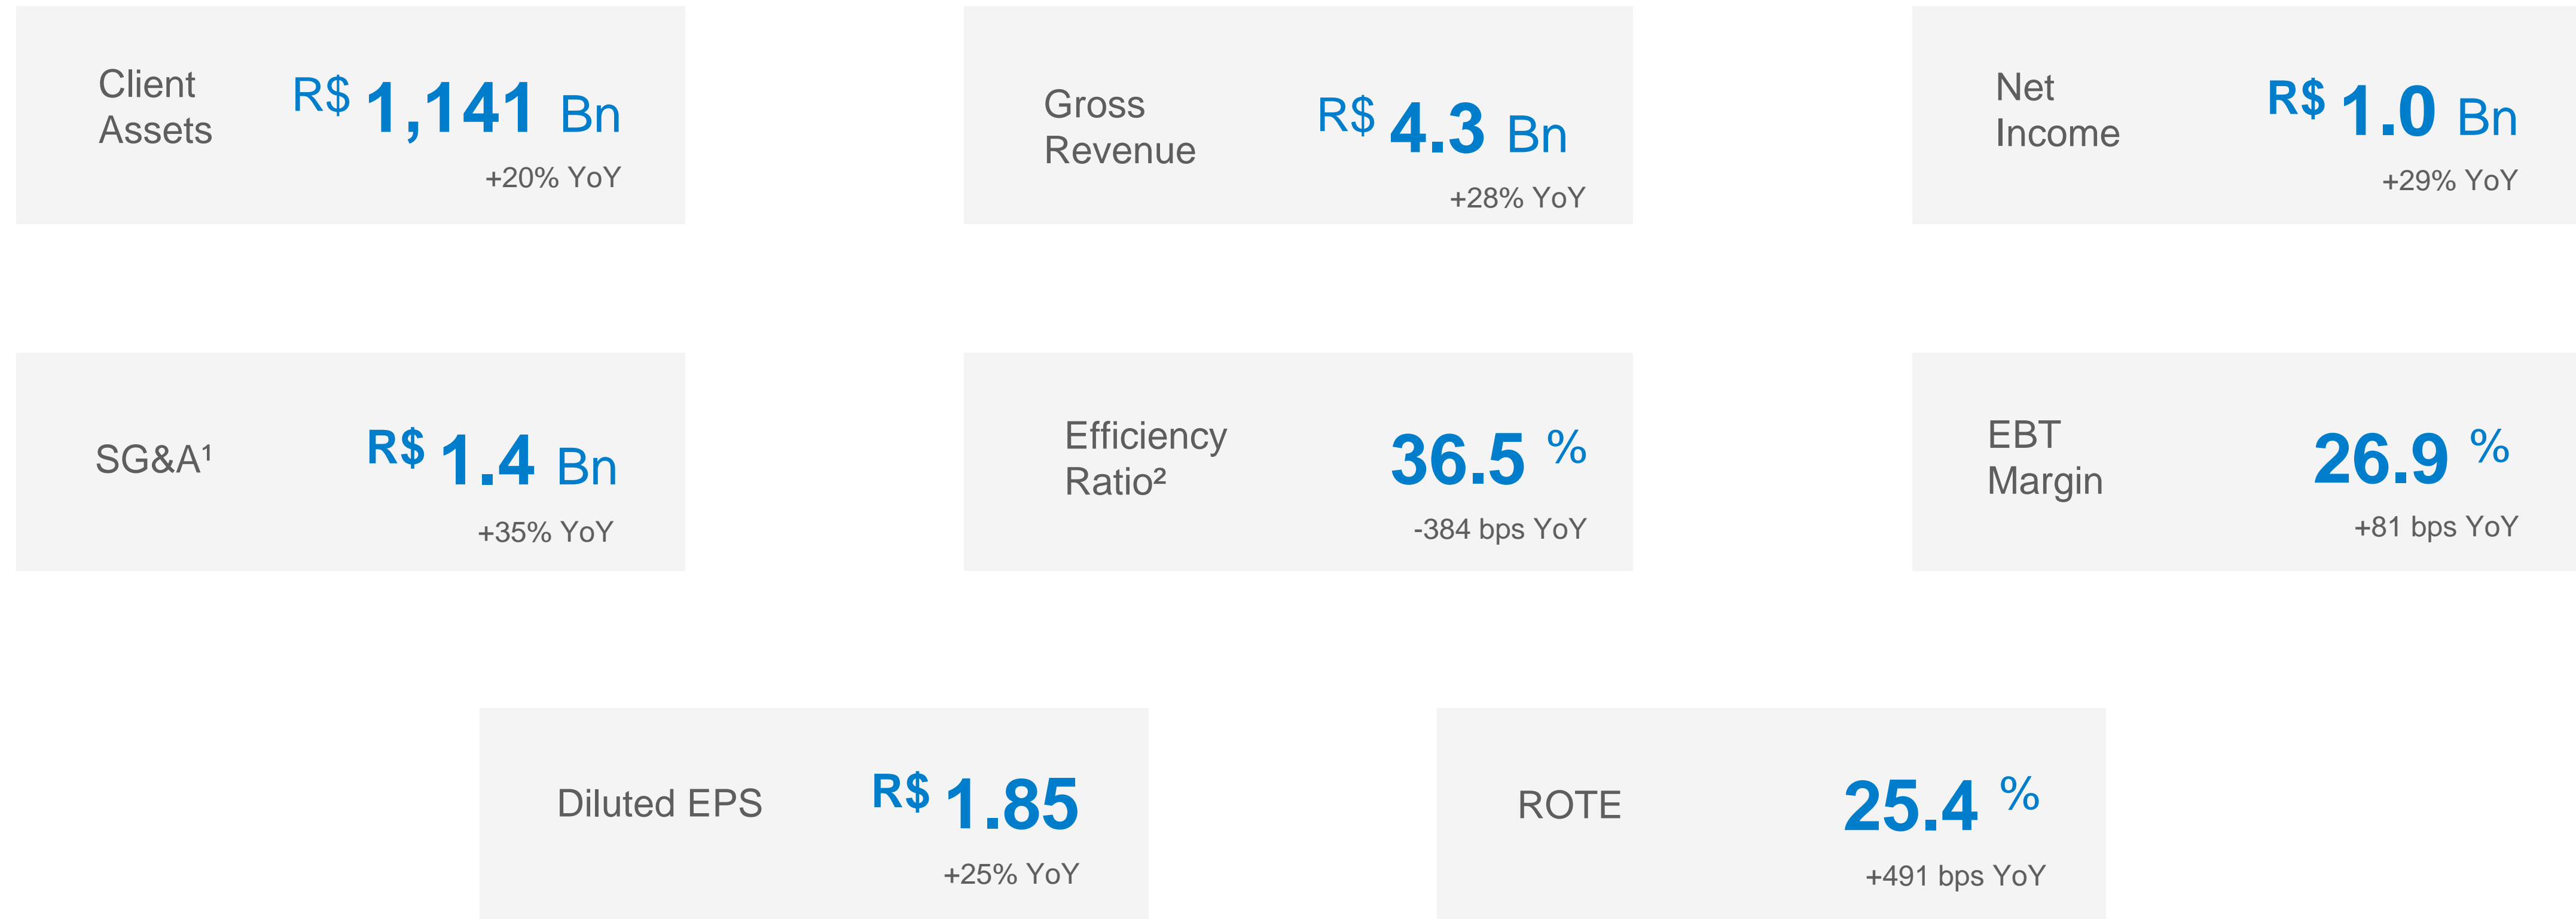 Client
Assets
R$ 1,141 Bn
+20% YoY
Gross
Revenue
R$ 4.3 Bn
+28% YoY
Net
Income
R$ 1.0 Bn
+29% YoY
SG&A¹
R$ 1.4 Bn
+35% YoY
Efficiency
Ratio²
36.5 %
-384 bps YoY
EBT
Margin
26.9 %
+81 bps YoY
Diluted EPS
R$ 1.85
+25% YoY
ROTE
25.4 %
+491 bps YoY